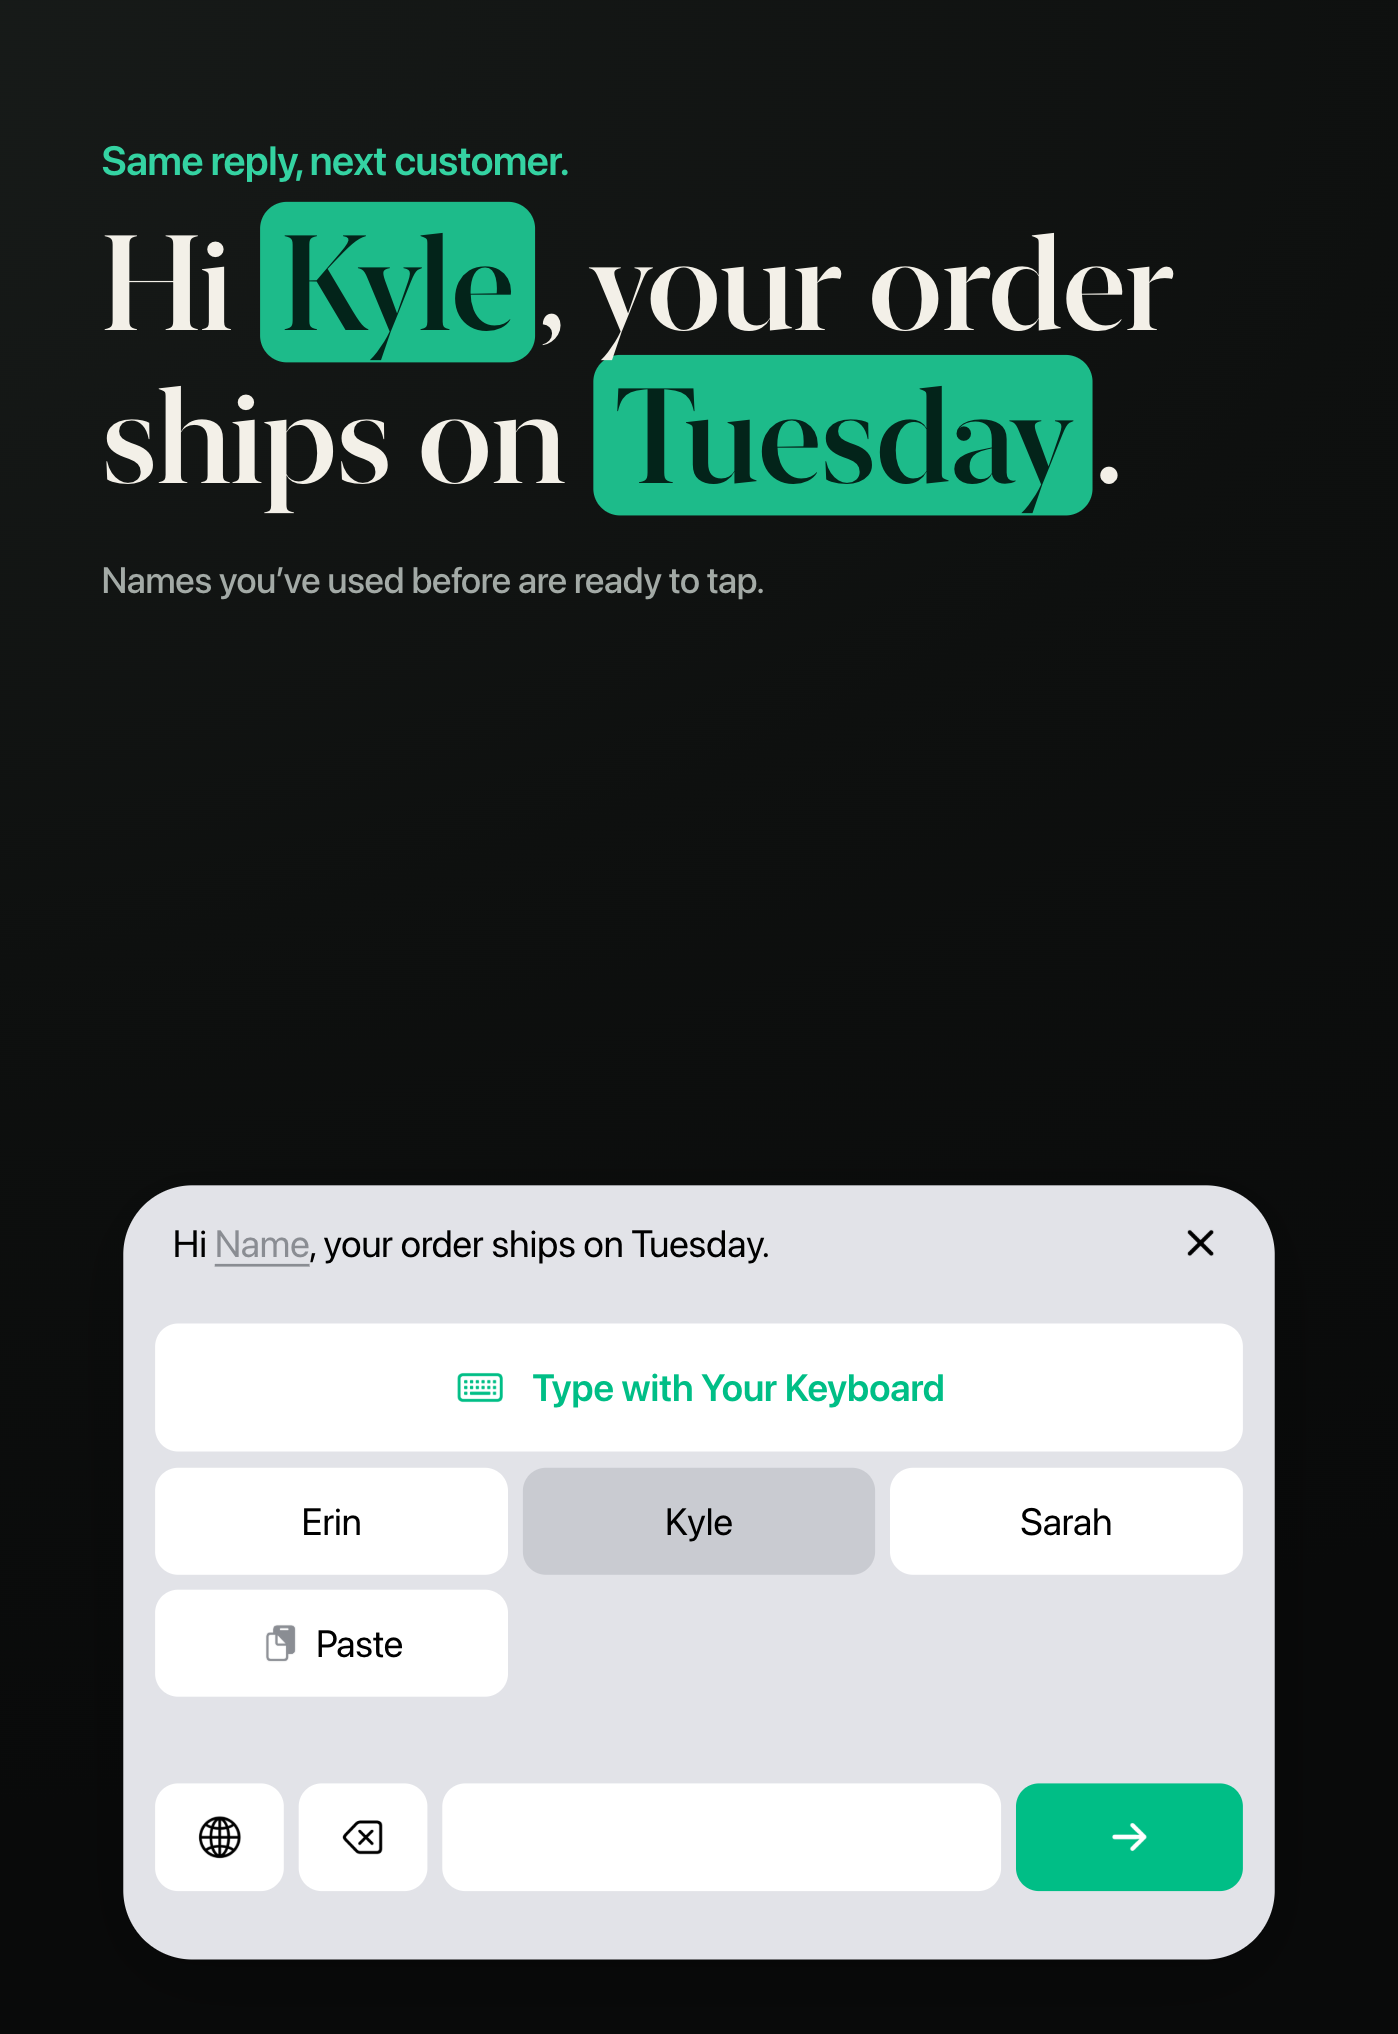 Same reply, next customer.
Hi Kyle, your order
ships on Tuesday.
Names you’ve used before are ready to tap.
Hi Name, your order ships on Tuesday.
Type with Your Keyboard
Erin Kyle Sarah
Paste